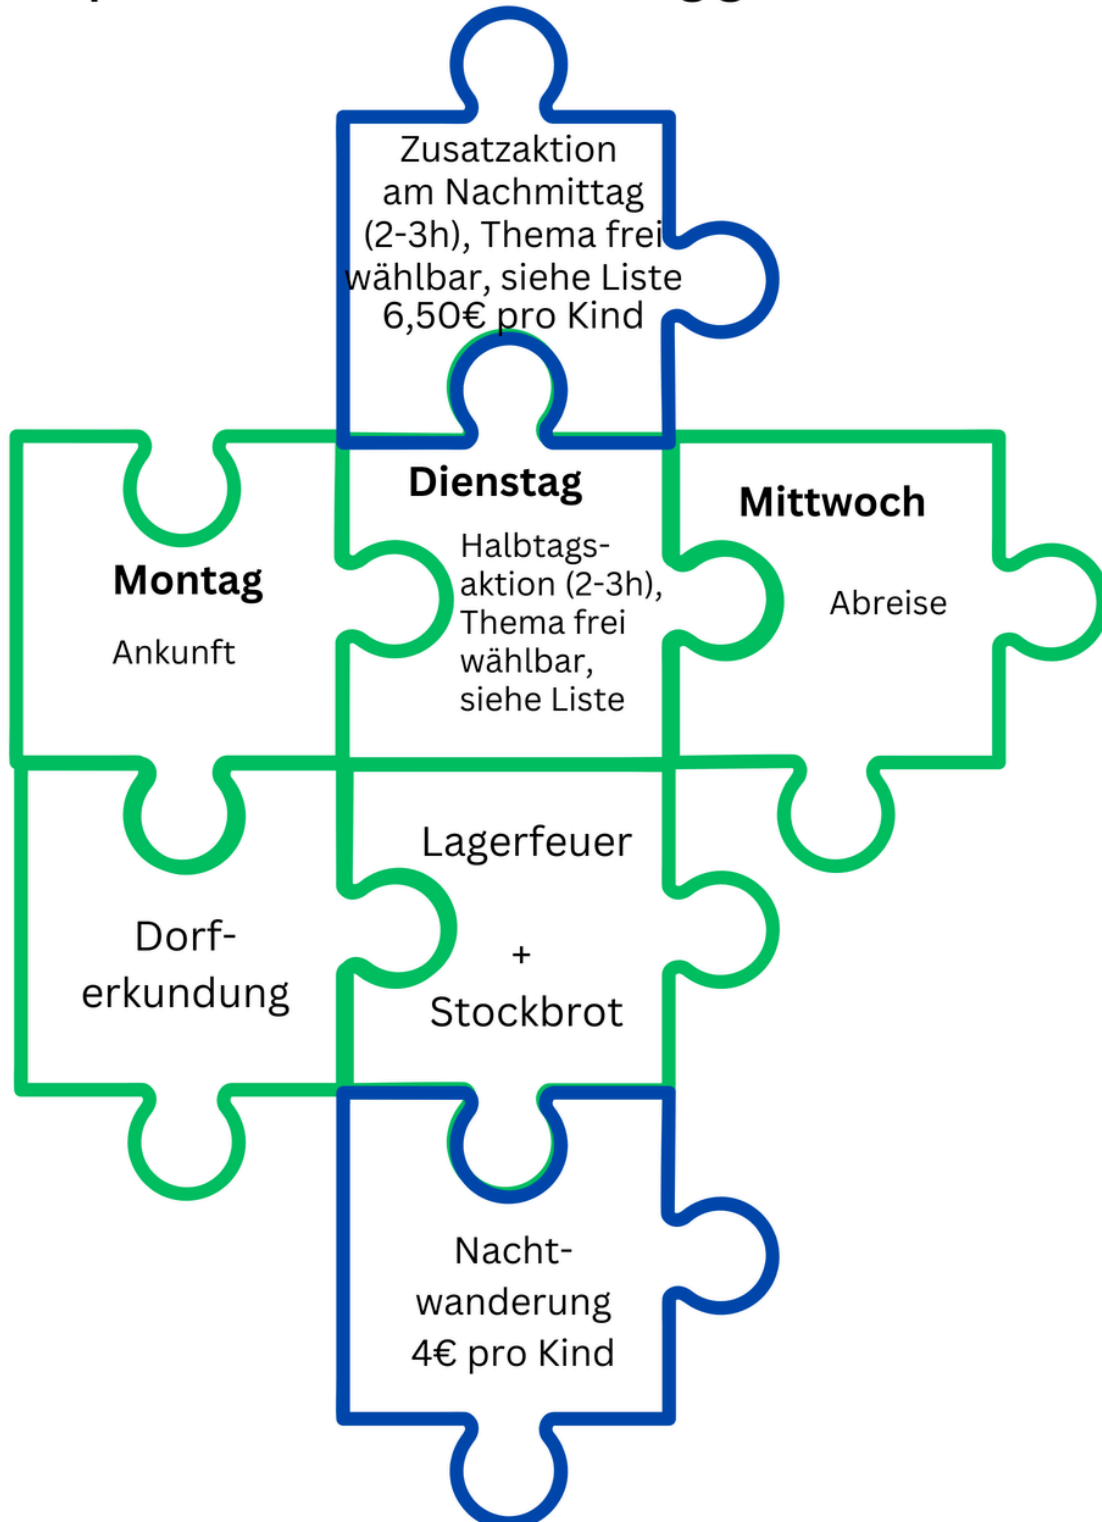 Zusatzaktion
am Nachmittag
(2-3h), Thema frei
wählbar, siehe Liste
6,50€ pro Kind
Montag
Ankunft
Dienstag
Halbtags-
aktion (2-3h),
Thema frei
wählbar,
siehe Liste
Mittwoch
Abreise
Dorf-
erkundung
Lagerfeuer
+
Stockbrot
Nacht-
wanderung
4€ pro Kind